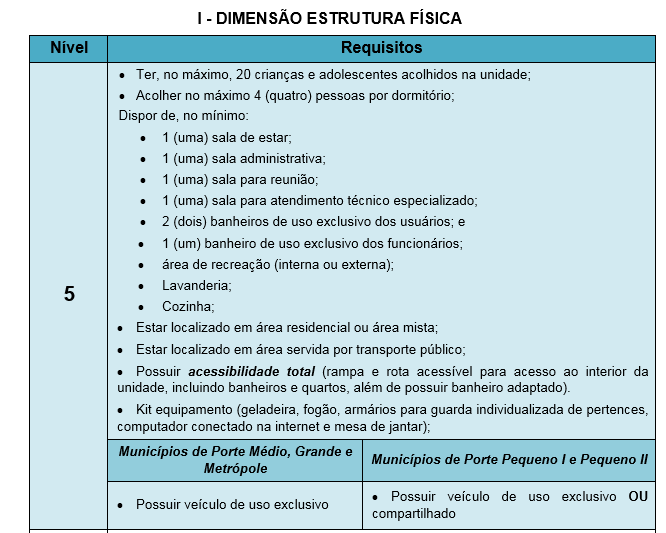 I - DIMENSÃO ESTRUTURA FÍSICA
Nível
Requisitos
5
• Ter, no máximo, 20 crianças e adolescentes acolhidos na unidade;
• Acolher no máximo 4 (quatro) pessoas por dormitório;
Dispor de, no mínimo:
• 1 (uma) sala de estar;
• 1 (uma) sala administrativa;
• 1 (uma) sala para reunião;
• 1 (uma) sala para atendimento técnico especializado;
• 2 (dois) banheiros de uso exclusivo dos usuários; e
• 1 (um) banheiro de uso exclusivo dos funcionários;
• área de recreação (interna ou externa);
• Lavanderia;
• Cozinha;
• Estar localizado em área residencial ou área mista;
• Estar localizado em área servida por transporte público;
• Possuir acessibilidade total (rampa e rota acessível para acesso ao interior da
unidade, incluindo banheiros e quartos, além de possuir banheiro adaptado).
• Kit equipamento (geladeira, fogão, armários para guarda individualizada de pertences,
computador conectado na internet e mesa de jantar);
Municípios de Porte Médio, Grande e
Metrópole
Municípios de Porte Pequeno I e Pequeno II
• Possuir veículo de uso exclusivo
• Possuir veículo de uso exclusivo OU
compartilhado